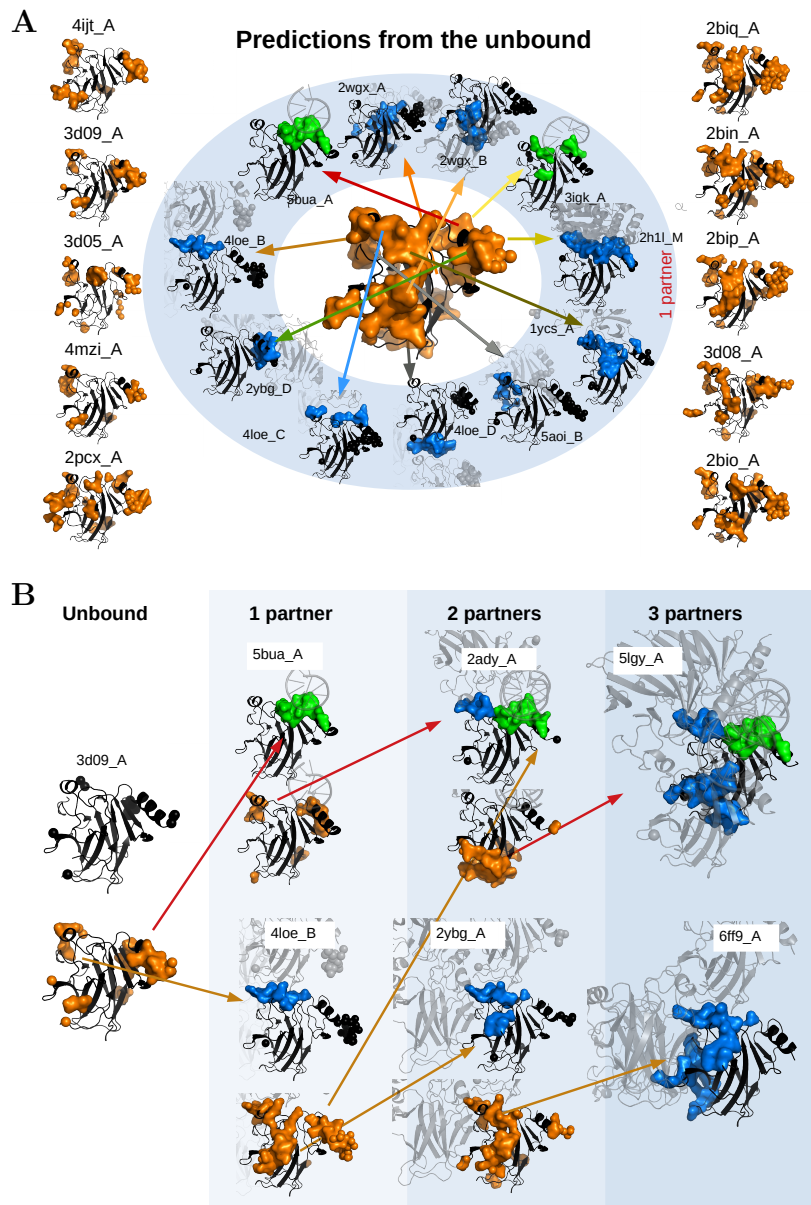 A
Predictions from the unbound
4ijt_A
3d09_A
3d05_A
4mzi_A
2pcx_A
2wgx_A
2wgx_B
5bua_A
3igk_A
4loe_B
2h1l_M
1 partner
2ybg_D
1ycs_A
4loe_C
4loe_D
5aoi_B
2biq_A
2bin_A
2bip_A
3d08_A
2bio_A
B
Unbound
1 partner
2 partners
3 partners
5bua_A
2ady_A
5lgy_A
3d09_A
4loe_B
2ybg_A
6ff9_A